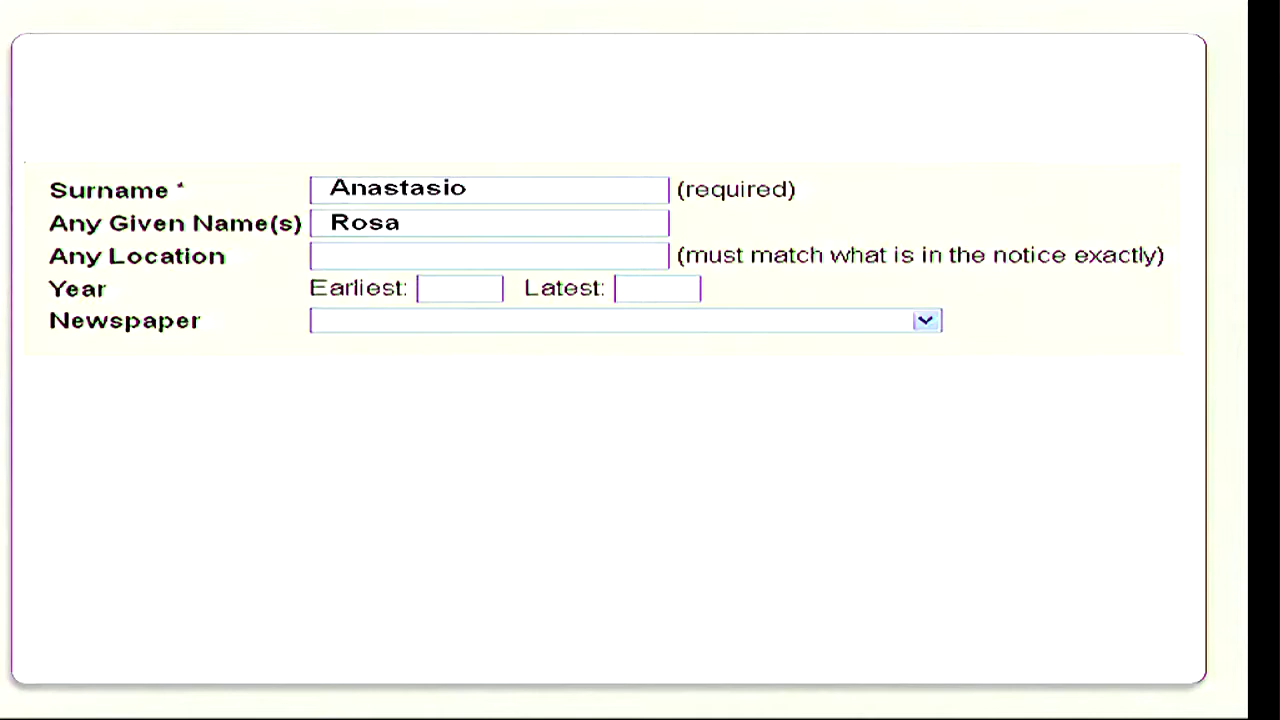 Surname * Anastasio (required)
Any Given Name(s) Rosa
Any Location (must match what is in the notice exactly)
Year Earliest: Latest:
Newspaper